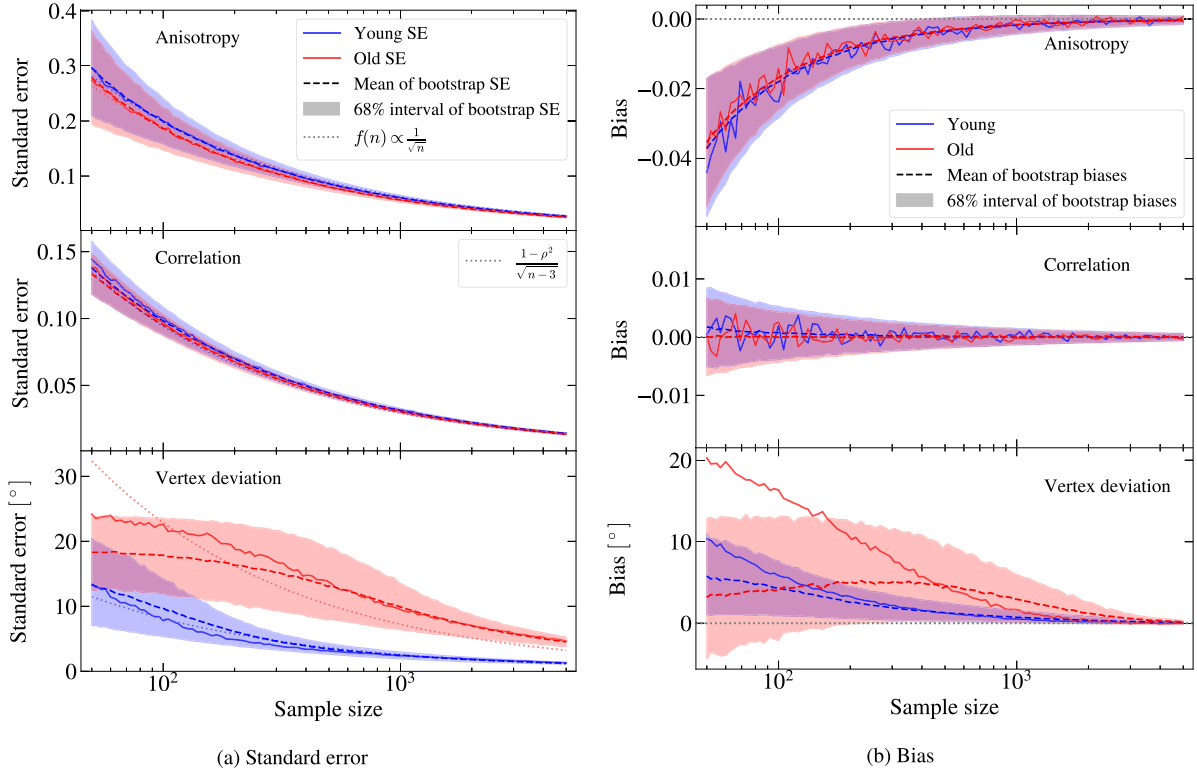 0.4
0.3
0.2
0.1
Standard error
Anisotropy
Young SE
Old SE
Mean of bootstrap SE
68% interval of bootstrap SE
f(n) ∝ 1/√n
0.15
0.10
0.05
Standard error
Correlation
(1 − ρ²)/√(n − 3)
30
20
10
0
Standard error [°]
Vertex deviation
10² 10³
Sample size
(a) Standard error
0.00
−0.02
−0.04
Bias
Anisotropy
Young
Old
Mean of bootstrap biases
68% interval of bootstrap biases
0.01
0.00
−0.01
Bias
Correlation
20
10
0
Bias [°]
Vertex deviation
10² 10³
Sample size
(b) Bias